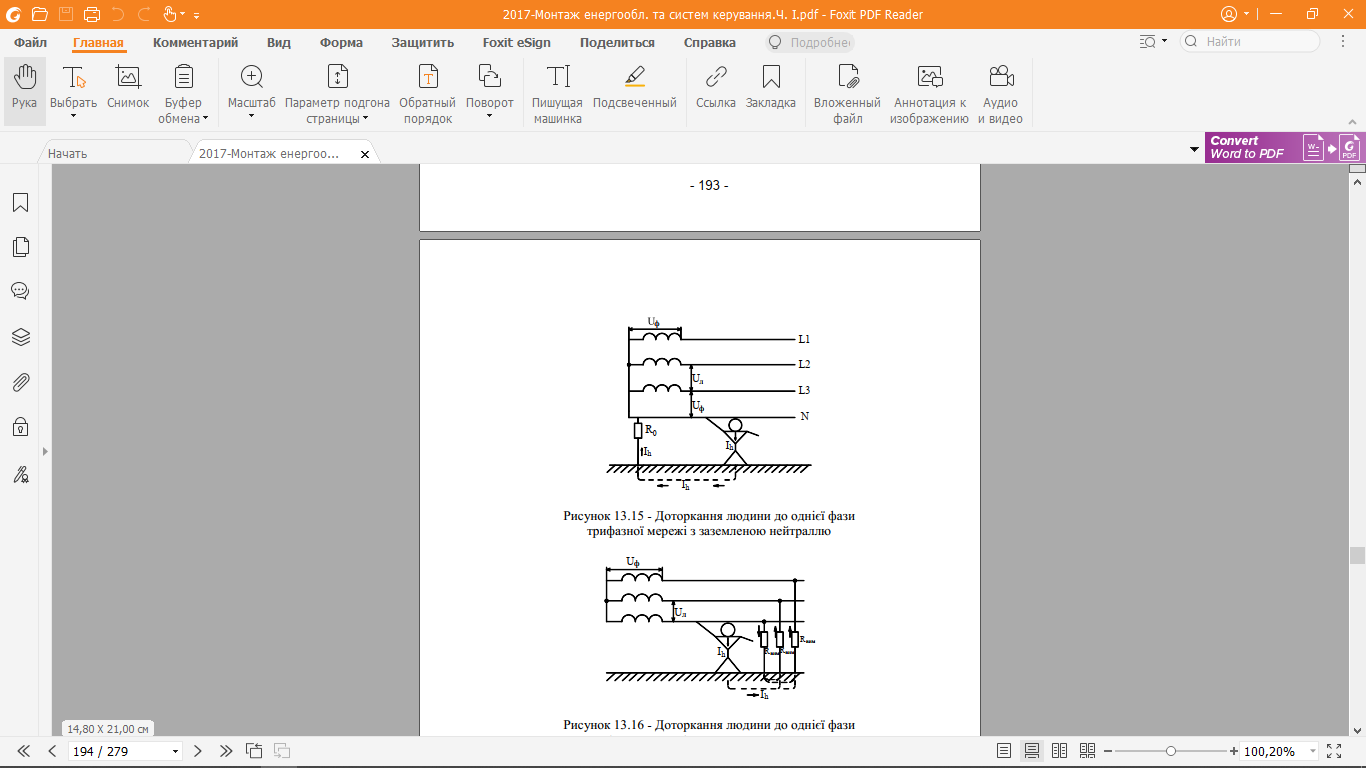 2017-Монтаж енергообл. та систем керування.Ч. I.pdf - Foxit PDF Reader
Файл Главная Комментарий Вид Форма Защитить Foxit eSign Поделиться Справка Подробнее Найти
Рука Выбрать Снимок Буфер обмена Масштаб Параметр подгона страницы Обратный порядок Поворот Пишущая машинка Подсвеченный Ссылка Закладка Вложенный файл Аннотация к изображению Аудио и видео
Начать 2017-Монтаж енергоо... Convert Word to PDF
W PDF
- 193 -
Uф
L1
L2
Uл
L3
Uф
N
R0
Ih
Ih
Ih
Рисунок 13.15 - Доторкання людини до однієї фази
трифазної мережі з заземленою нейтраллю
Uф
Uл
Ih
Ih
Рисунок 13.16 - Доторкання людини до однієї фази
14,80 X 21,00 см
194 / 279 100,20%